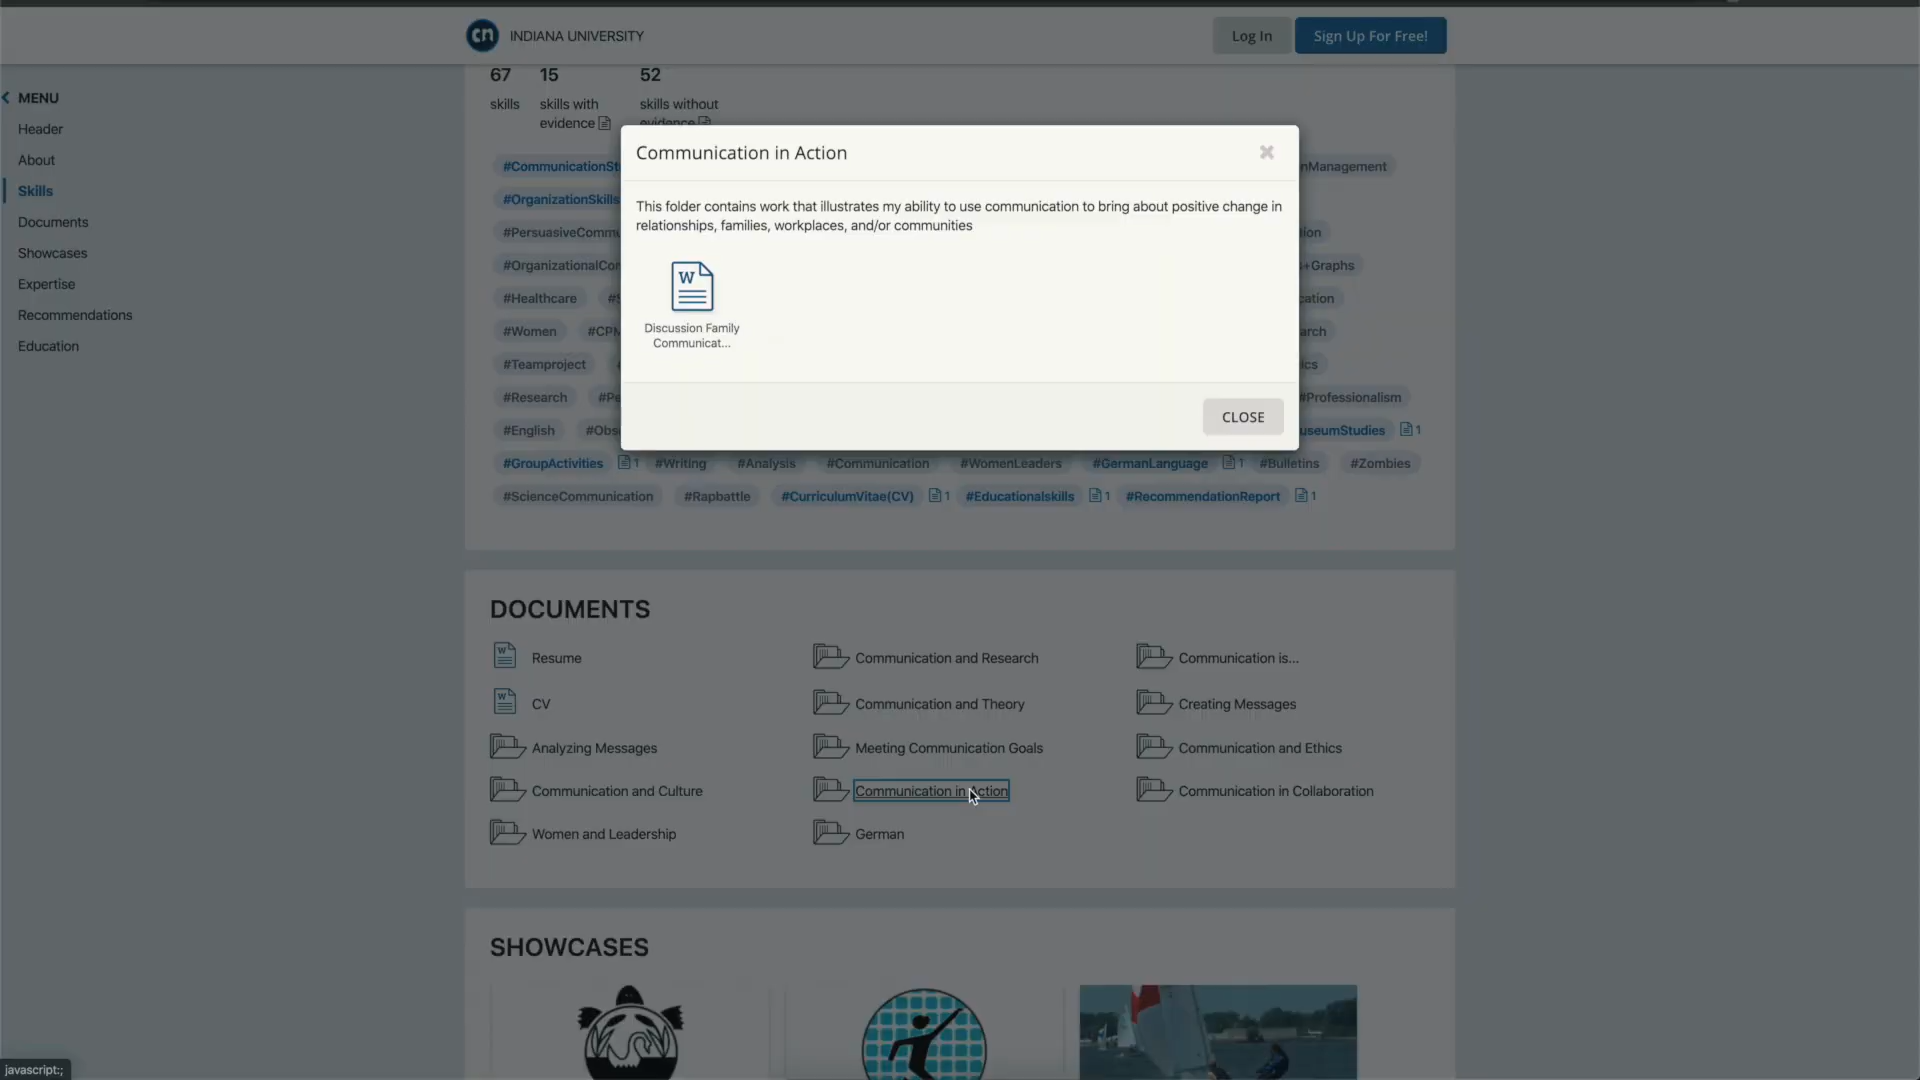 cn INDIANA UNIVERSITY
Log In
Sign Up For Free!
MENU
Header
About
Skills
Documents
Showcases
Expertise
Recommendations
Education
67
skills
15
skills with
evidence
52
skills without
evidence
Communication in Action
This folder contains work that illustrates my ability to use communication to bring about positive change in
relationships, families, workplaces, and/or communities
W
Discussion Family
Communicat...
CLOSE
#OrganizationSkills
#Healthcare
#Women
#Teamproject
#Research
#Professionalism
#English
1
#GroupActivities 1 #Writing #Analysis #Communication #WomenLeaders #GermanLanguage 1 #Bulletins #Zombies
#ScienceCommunication #Rapbattle #CurriculumVitae(CV) 1 #Educationalskills 1 #RecommendationReport 1
DOCUMENTS
Resume
Communication and Research
Communication is...
CV
Communication and Theory
Creating Messages
Analyzing Messages
Meeting Communication Goals
Communication and Ethics
Communication and Culture
Communication in Action
Communication in Collaboration
Women and Leadership
German
SHOWCASES
javascript:;